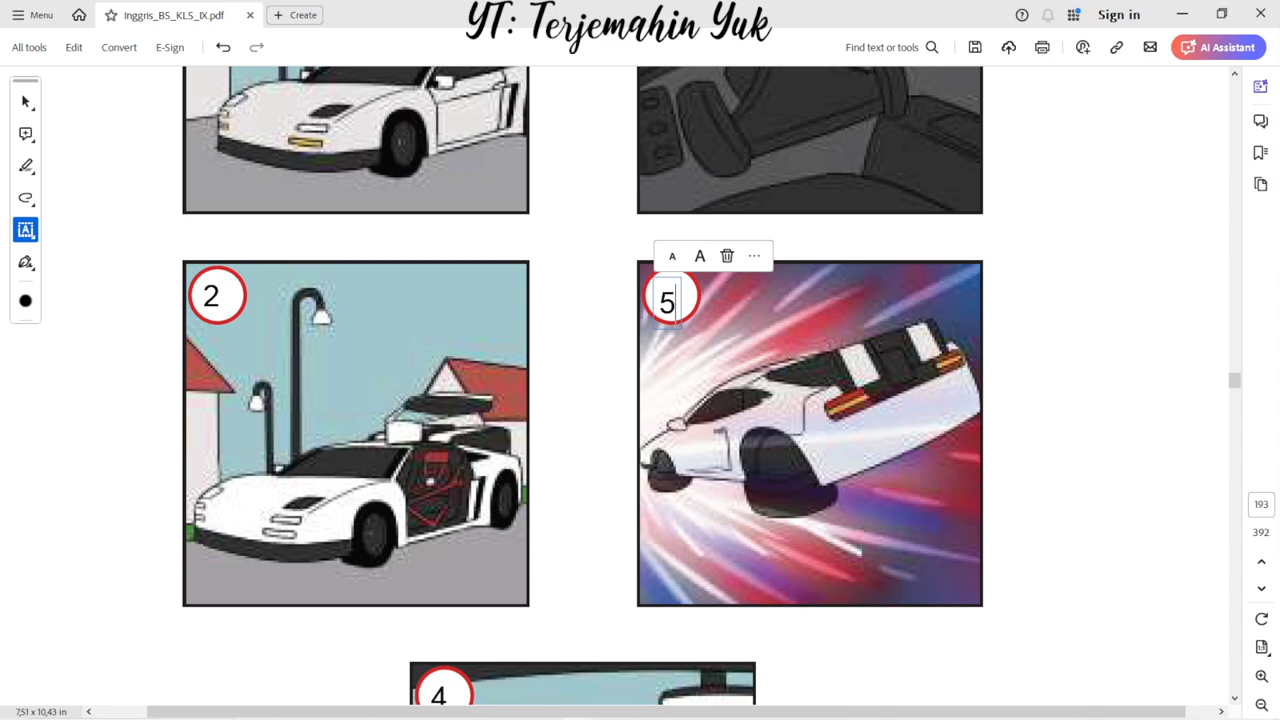 Menu
Inggris_BS_KLS_IX.pdf
Create
YT: Terjemahin Yuk
Sign in
All tools
Edit
Convert
E-Sign
Find text or tools
AI Assistant
A A
2
5
4
193
392
7,51 x 10,43 in